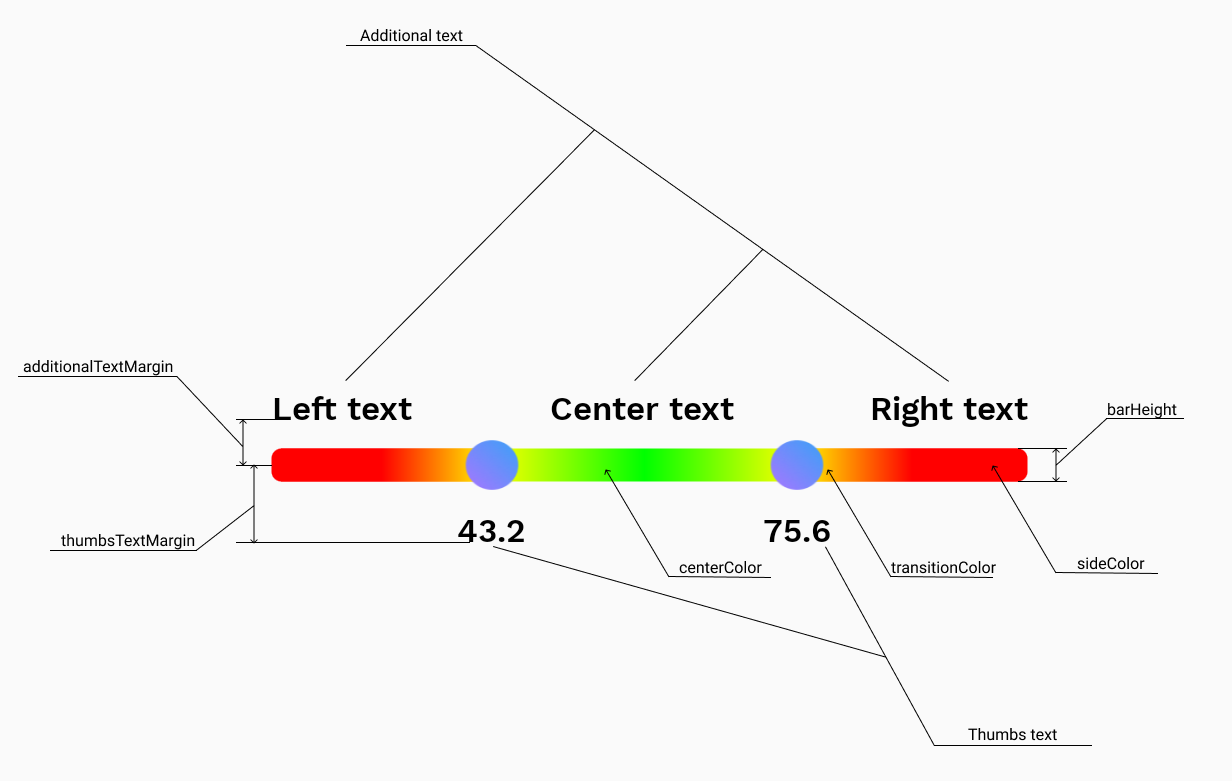 Additional text
additionalTextMargin
Left text
Center text
Right text
barHeight
thumbsTextMargin
43.2
75.6
centerColor
transitionColor
sideColor
Thumbs text